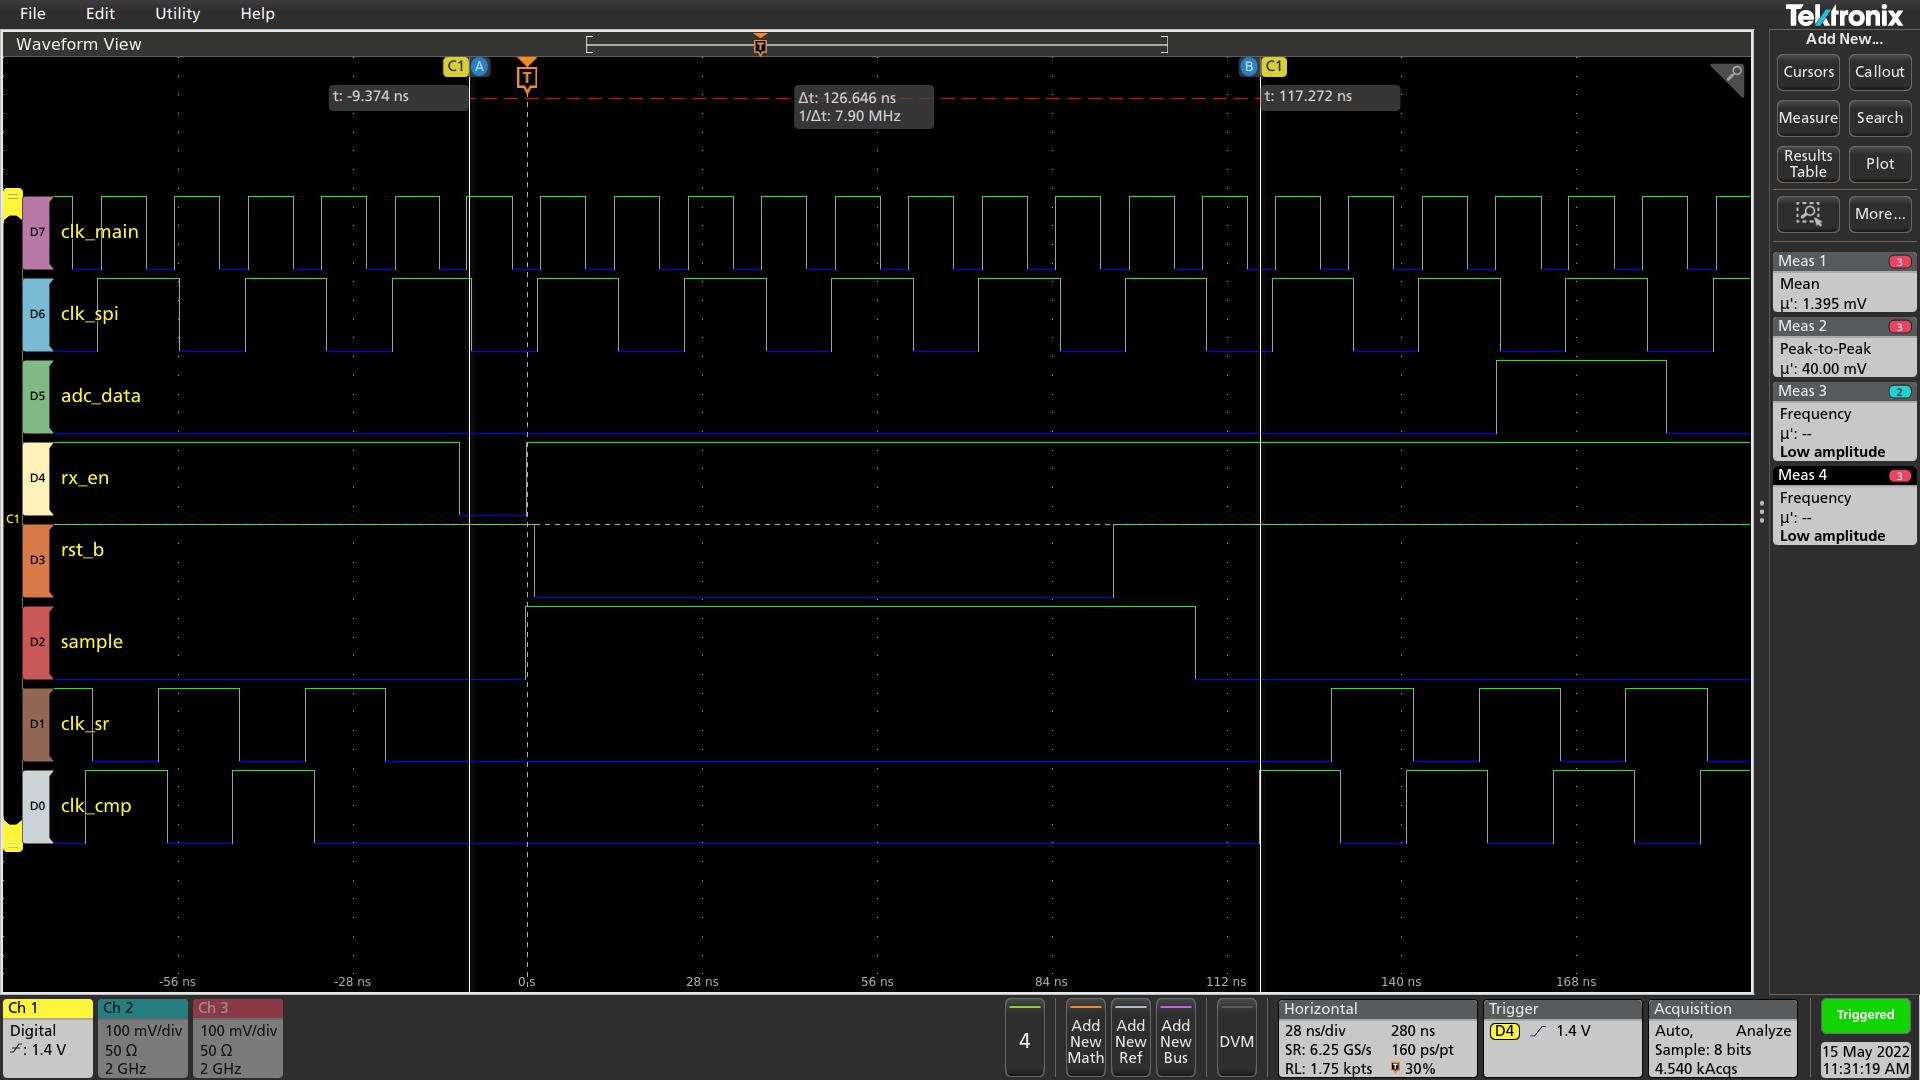 File Edit Utility Help
Tektronix
Waveform View
Add New...
C1 A T B C1
t: -9.374 ns
Δt: 126.646 ns
1/Δt: 7.90 MHz
t: 117.272 ns
Cursors Callout
Measure Search
Results Table Plot
More...
D7 clk_main
D6 clk_spi
D5 adc_data
D4 rx_en
C1
D3 rst_b
D2 sample
D1 clk_sr
D0 clk_cmp
Meas 1 3
Mean
µ': 1.395 mV
Meas 2 3
Peak-to-Peak
µ': 40.00 mV
Meas 3 2
Frequency
µ': --
Low amplitude
Meas 4 3
Frequency
µ': --
Low amplitude
-56 ns -28 ns 0 s 28 ns 56 ns 84 ns 112 ns 140 ns 168 ns
Ch 1
Digital
: 1.4 V
Ch 2
100 mV/div
50 Ω
2 GHz
Ch 3
100 mV/div
50 Ω
2 GHz
4
Add
New
Math
Add
New
Ref
Add
New
Bus
DVM
Horizontal
28 ns/div 280 ns
SR: 6.25 GS/s 160 ps/pt
RL: 1.75 kpts T 30%
Trigger
D4 1.4 V
Acquisition
Auto, Analyze
Sample: 8 bits
4.540 kAcqs
Triggered
15 May 2022
11:31:19 AM